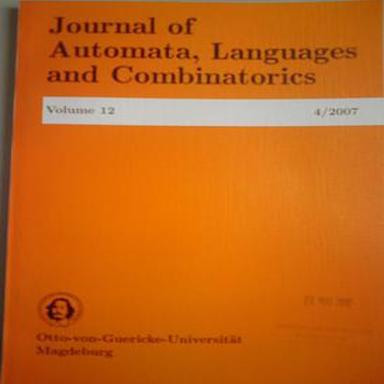 Journal of
Automata, Languages
and Combinatorics
Volume 12 4/2007
Otto-von-Guericke-Universität
Magdeburg